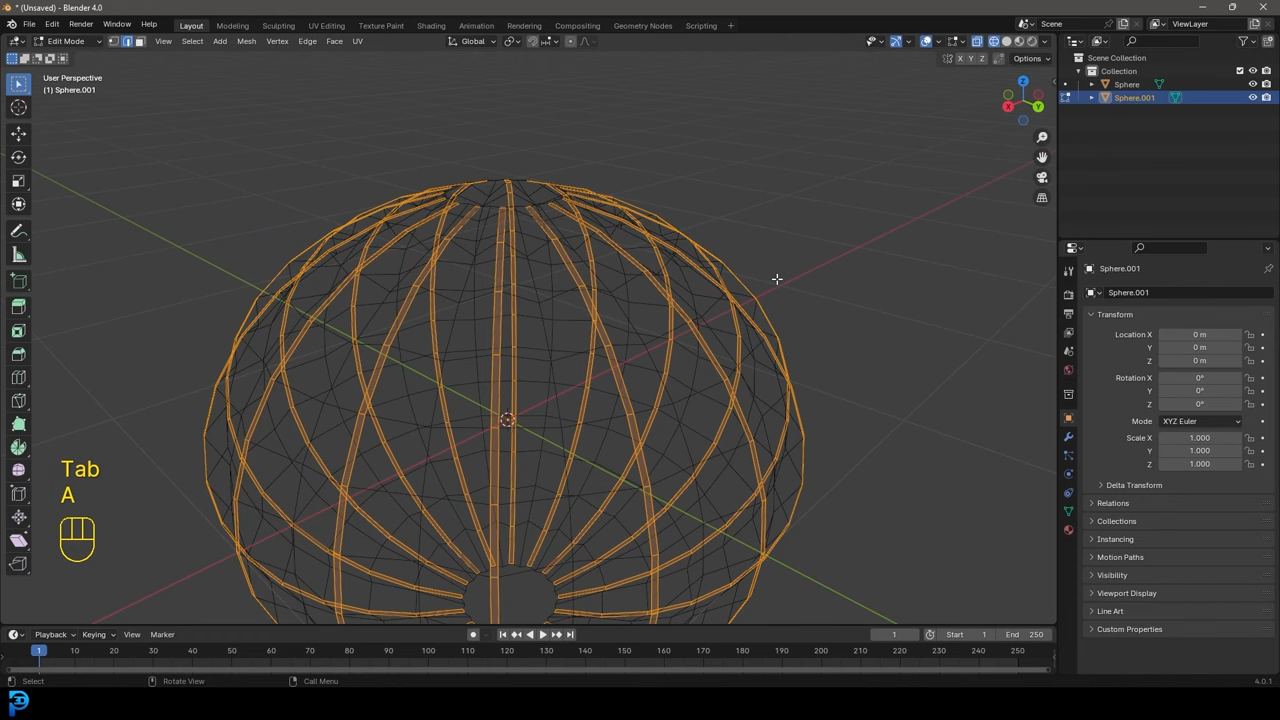 * (Unsaved) - Blender 4.0
File Edit Render Window Help Layout Modeling Sculpting UV Editing Texture Paint Shading Animation Rendering Compositing Geometry Nodes Scripting + Scene ViewLayer
Edit Mode View Select Add Mesh Vertex Edge Face UV Global
X Y Z Options
User Perspective
(1) Sphere.001
Scene Collection
Collection
Sphere
Sphere.001
Z
X Y
Sphere.001
Sphere.001
Transform
Location X 0 m
Y 0 m
Z 0 m
Rotation X 0°
Y 0°
Z 0°
Mode XYZ Euler
Scale X 1.000
Y 1.000
Z 1.000
Delta Transform
Relations
Collections
Instancing
Motion Paths
Visibility
Viewport Display
Line Art
Custom Properties
Tab
A
Playback Keying View Marker 1 Start 1 End 250
1 10 20 30 40 50 60 70 80 90 100 110 120 130 140 150 160 170 180 190 200 210 220 230 240 250
Select Rotate View Call Menu 4.0.1